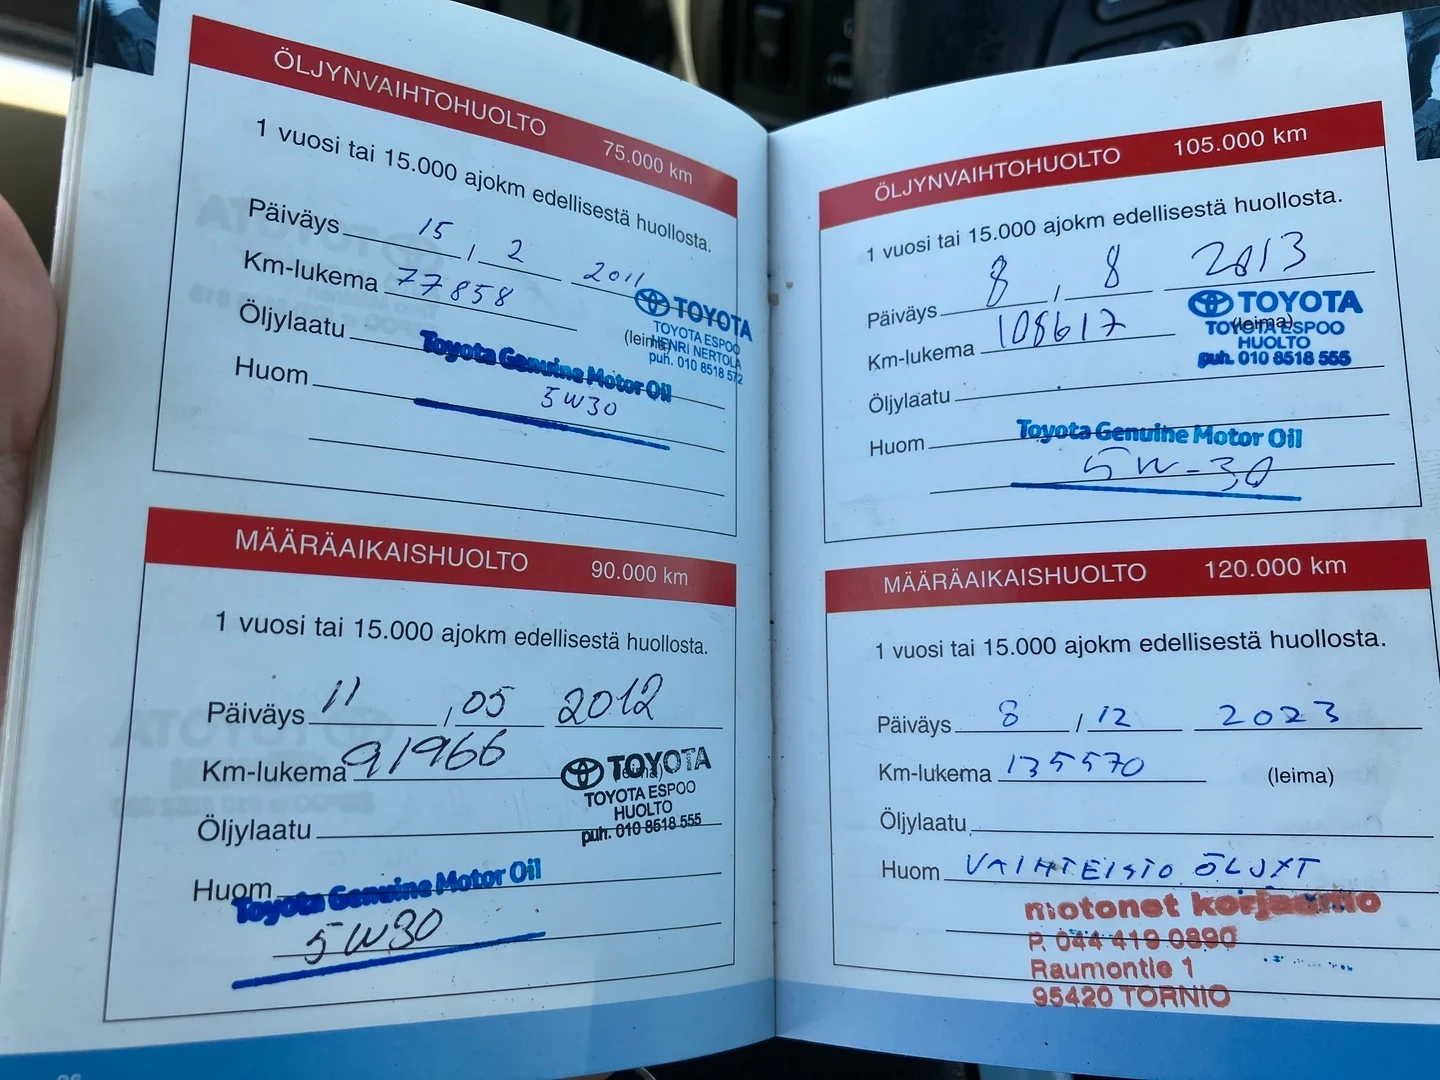 ÖLJYNVAIHTOHUOLTO 75.000 km
1 vuosi tai 15.000 ajokm edellisestä huollosta.
Päiväys 15 / 2 2011
Km-lukema 77858
TOYOTA
TOYOTA ESPOO
HENRI NERTOLA
puh. 010 8518 572
(leima)
Öljylaatu Toyota Genuine Motor Oil
Huom 5W30
MÄÄRÄAIKAISHUOLTO 90.000 km
1 vuosi tai 15.000 ajokm edellisestä huollosta.
Päiväys 11 / 05 2012
Km-lukema 91966 (leima)
TOYOTA
TOYOTA ESPOO
HUOLTO
puh. 010 8518 555
Öljylaatu
Huom
Toyota Genuine Motor Oil
5W30
ÖLJYNVAIHTOHUOLTO 105.000 km
1 vuosi tai 15.000 ajokm edellisestä huollosta.
Päiväys 8 / 8 2013
Km-lukema 108617 (leima)
TOYOTA
TOYOTA ESPOO
HUOLTO
puh. 010 8518 555
Öljylaatu
Huom Toyota Genuine Motor Oil
5W-30
MÄÄRÄAIKAISHUOLTO 120.000 km
1 vuosi tai 15.000 ajokm edellisestä huollosta.
Päiväys 8 / 12 2023
Km-lukema 135570 (leima)
Öljylaatu
Huom VAIHTEISTO ÖLJYT
motonet korjaamo
P. 044 419 0890
Raumontie 1
95420 TORNIO